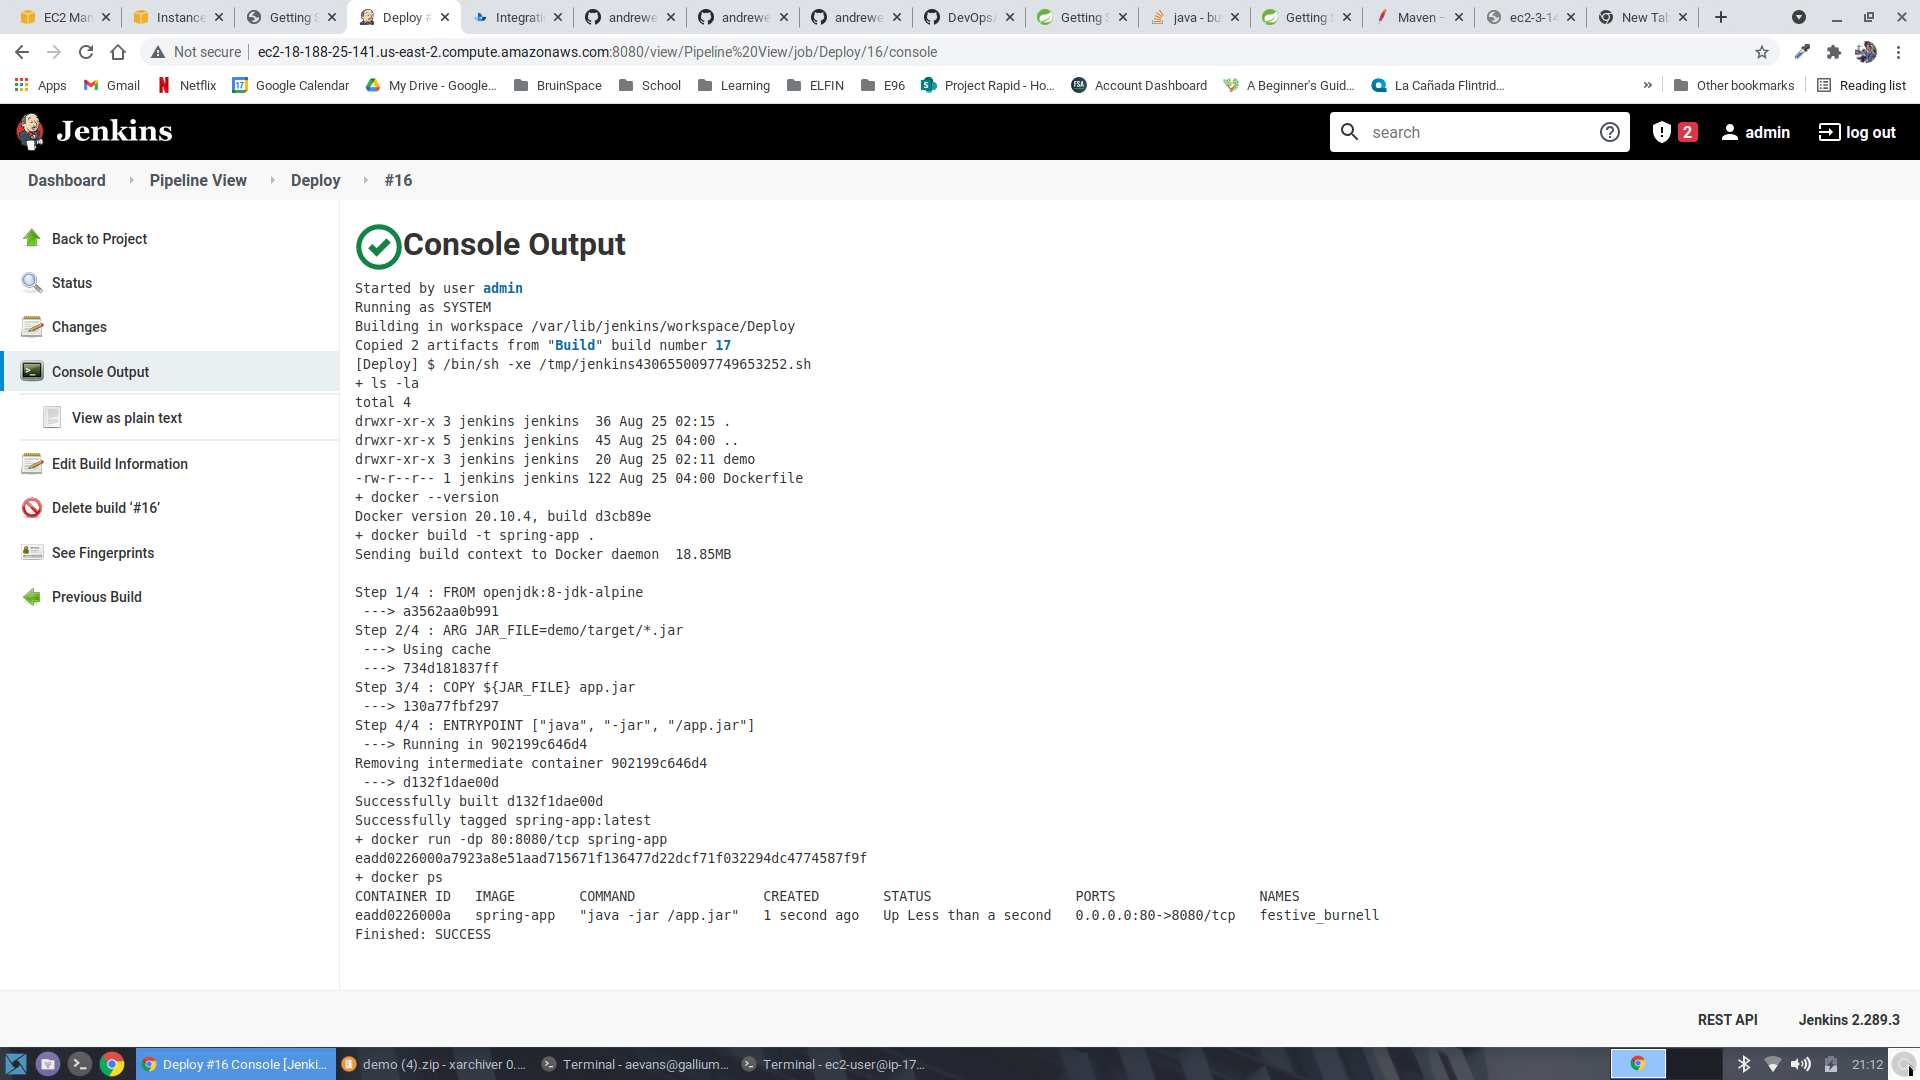 EC2 Man
Instance
Getting S
Deploy #
Integrati
andrewe
andrewe
andrewe
DevOps
Getting S
java - bu
Getting S
Maven -
ec2-3-14
New Tab
Not secure
ec2-18-188-25-141.us-east-2.compute.amazonaws.com:8080/view/Pipeline%20View/job/Deploy/16/console
Apps
Gmail
Netflix
Google Calendar
My Drive - Google...
BruinSpace
School
Learning
ELFIN
E96
Project Rapid - Ho...
Account Dashboard
A Beginner's Guid...
La Cañada Flintrid...
»
Other bookmarks
Reading list
Jenkins
search
2
admin
log out
Dashboard
Pipeline View
Deploy
#16
Back to Project
Status
Changes
Console Output
View as plain text
Edit Build Information
Delete build ‘#16’
See Fingerprints
Previous Build
Console Output
Started by user admin
Running as SYSTEM
Building in workspace /var/lib/jenkins/workspace/Deploy
Copied 2 artifacts from "Build" build number 17
[Deploy] $ /bin/sh -xe /tmp/jenkins4306550097749653252.sh
+ ls -la
total 4
drwxr-xr-x 3 jenkins jenkins  36 Aug 25 02:15 .
drwxr-xr-x 5 jenkins jenkins  45 Aug 25 04:00 ..
drwxr-xr-x 3 jenkins jenkins  20 Aug 25 02:11 demo
-rw-r--r-- 1 jenkins jenkins 122 Aug 25 04:00 Dockerfile
+ docker --version
Docker version 20.10.4, build d3cb89e
+ docker build -t spring-app .
Sending build context to Docker daemon  18.85MB
Step 1/4 : FROM openjdk:8-jdk-alpine
 ---> a3562aa0b991
Step 2/4 : ARG JAR_FILE=demo/target/*.jar
 ---> Using cache
 ---> 734d181837ff
Step 3/4 : COPY ${JAR_FILE} app.jar
 ---> 130a77fbf297
Step 4/4 : ENTRYPOINT ["java", "-jar", "/app.jar"]
 ---> Running in 902199c646d4
Removing intermediate container 902199c646d4
 ---> d132f1dae00d
Successfully built d132f1dae00d
Successfully tagged spring-app:latest
+ docker run -dp 80:8080/tcp spring-app
eadd0226000a7923a8e51aad715671f136477d22dcf71f032294dc4774587f9f
+ docker ps
CONTAINER ID   IMAGE        COMMAND                CREATED        STATUS                  PORTS                  NAMES
eadd0226000a   spring-app   "java -jar /app.jar"   1 second ago   Up Less than a second   0.0.0.0:80->8080/tcp   festive_burnell
Finished: SUCCESS
REST API
Jenkins 2.289.3
Deploy #16 Console [Jenki...
demo (4).zip - xarchiver 0....
Terminal - aevans@gallium...
Terminal - ec2-user@ip-17...
21:12